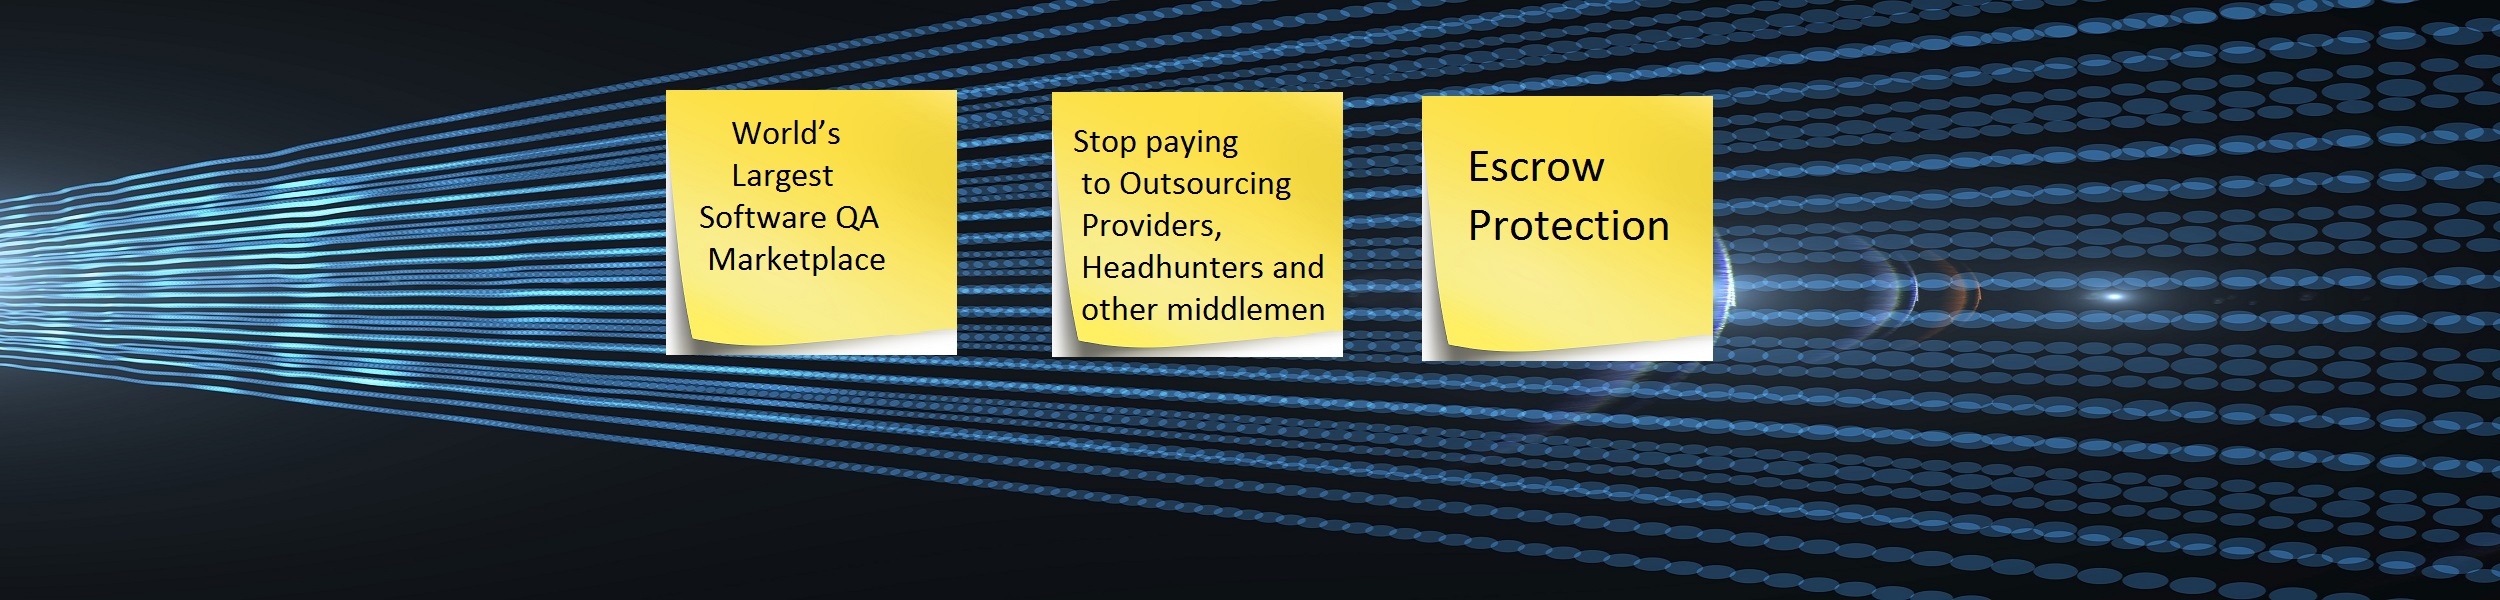 World’s
Largest
Software QA
Marketplace
Stop paying
to Outsourcing
Providers,
Headhunters and
other middlemen
Escrow
Protection